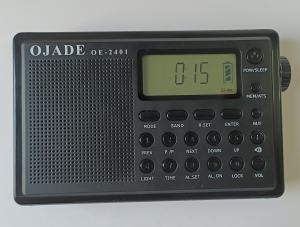 OJADE OE-2401
POW/SLEEP
015
MEM/ATS
MODE BAND R.SET ENTER
PREV P./M NEXT DOWN UP
LIGHT TIME AL.SET AL.ON LOCK VOL